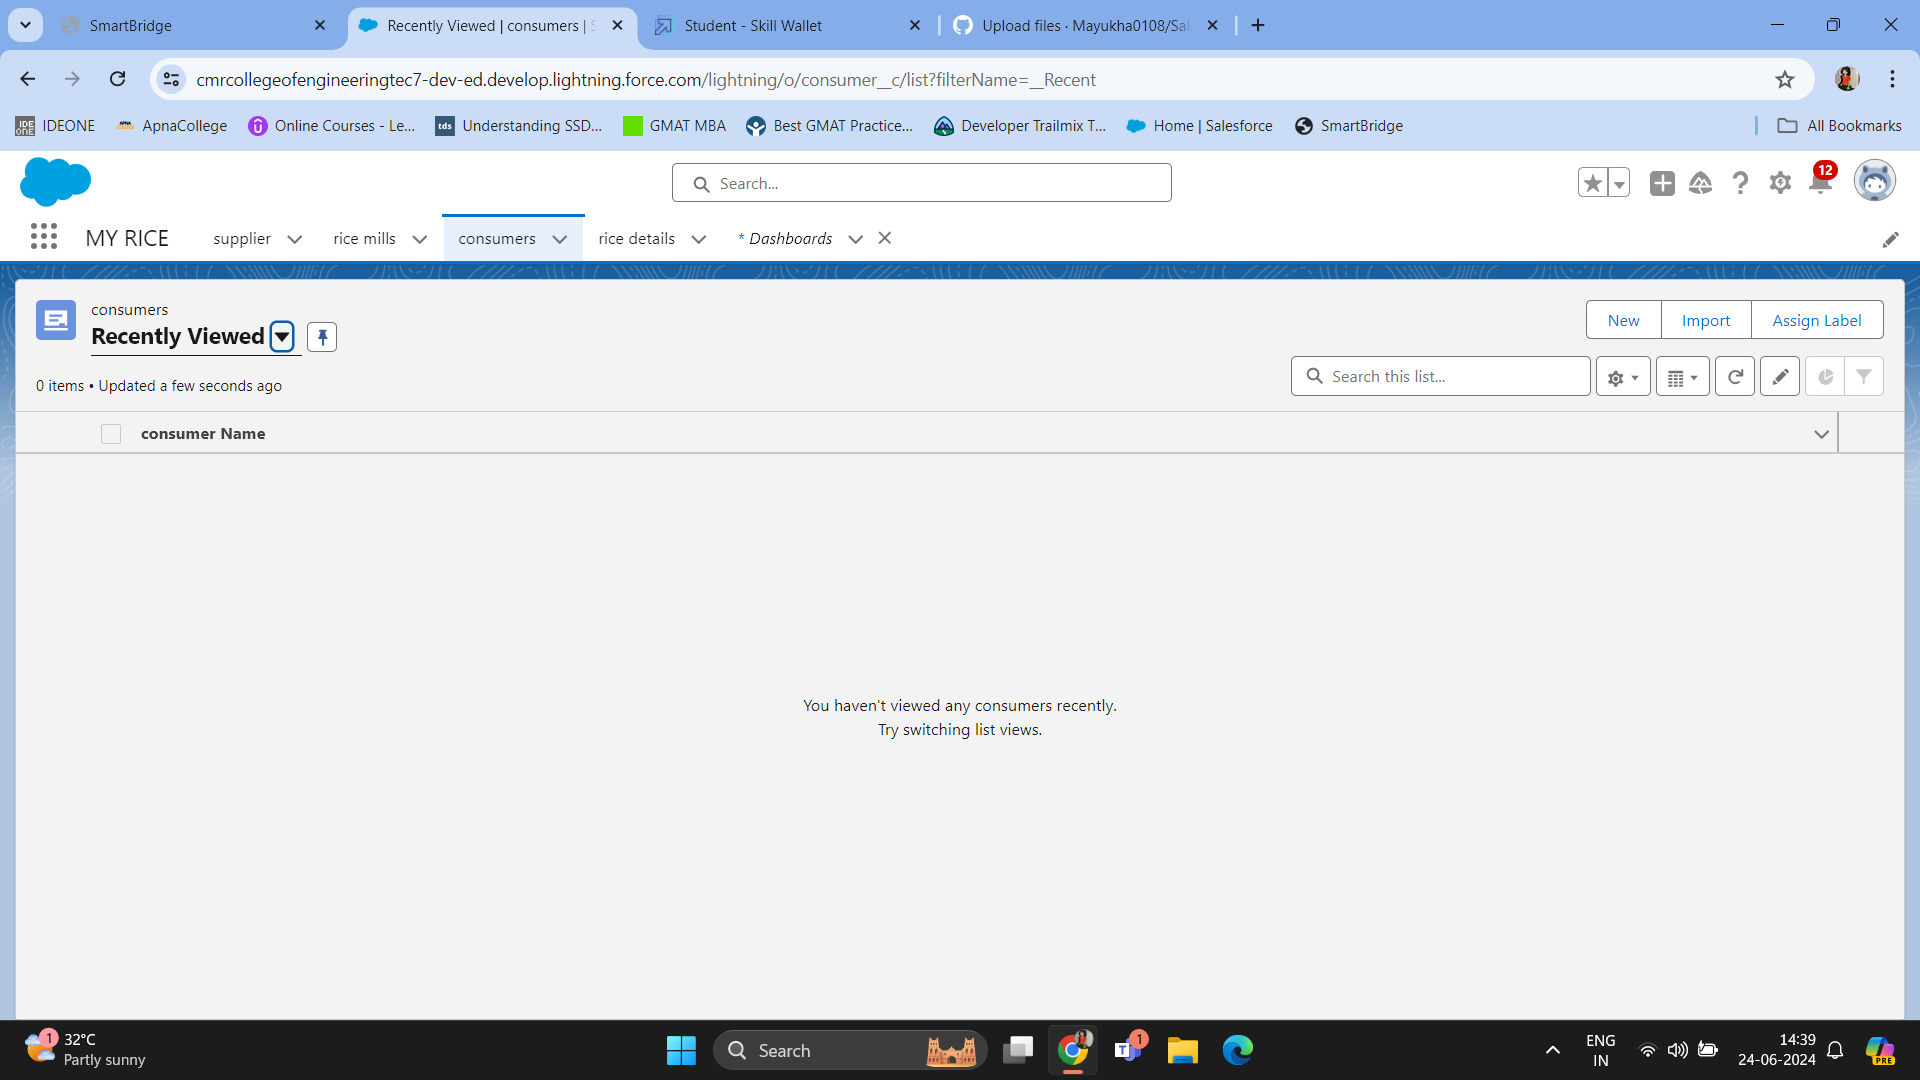 SmartBridge
Recently Viewed | consumers | S
Student - Skill Wallet
Upload files · Mayukha0108/Sal
cmrcollegeofengineeringtec7-dev-ed.develop.lightning.force.com/lightning/o/consumer__c/list?filterName=__Recent
IDEONE
ApnaCollege
Online Courses - Le...
tds
Understanding SSD...
GMAT MBA
Best GMAT Practice...
Developer Trailmix T...
Home | Salesforce
SmartBridge
All Bookmarks
Search...
12
MY RICE
supplier
rice mills
consumers
rice details
* Dashboards
consumers
Recently Viewed
New
Import
Assign Label
0 items • Updated a few seconds ago
Search this list...
consumer Name
You haven't viewed any consumers recently.
Try switching list views.
1
32°C
Partly sunny
Search
1
ENG
IN
14:39
24-06-2024
PRE